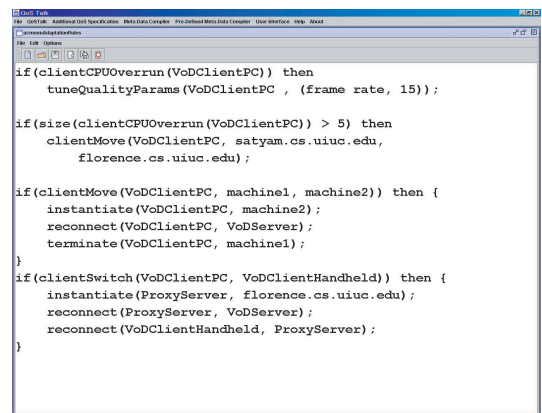 QoS Talk
File QoSTalk Additional QoS Specification Meta-Data Compiler Pre-Defined Meta-Data Compiler User Interface Help About
acmmmAdaptationRules
File Edit Options
if(clientCPUOverrun(VoDClientPC)) then
tuneQualityParams(VoDClientPC , (frame rate, 15));
if(size(clientCPUOverrun(VoDClientPC)) > 5) then
clientMove(VoDClientPC, satyam.cs.uiuc.edu,
florence.cs.uiuc.edu);
if(clientMove(VoDClientPC, machine1, machine2)) then {
instantiate(VoDClientPC, machine2);
reconnect(VoDClientPC, VoDServer);
terminate(VoDClientPC, machine1);
}
if(clientSwitch(VoDClientPC, VoDClientHandheld)) then {
instantiate(ProxyServer, florence.cs.uiuc.edu);
reconnect(ProxyServer, VoDServer);
reconnect(VoDClientHandheld, ProxyServer);
}